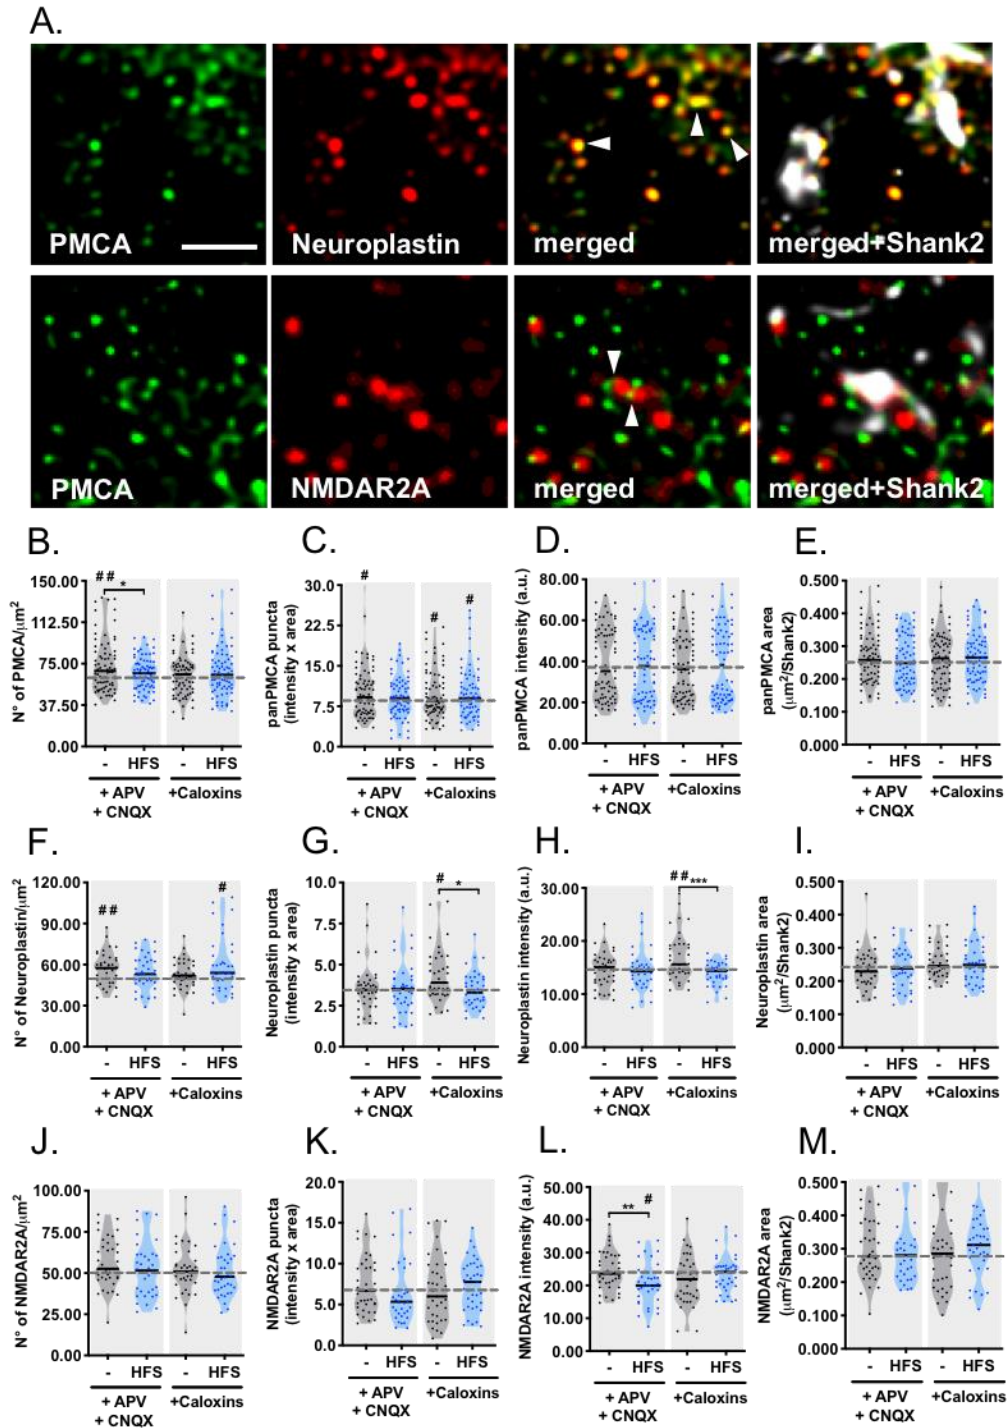 A.
PMCA
Neuroplastin
merged
merged+Shank2
PMCA
NMDAR2A
merged
merged+Shank2
B.
N° of PMCA/μm²
150.00
112.50
75.00
37.50
0.00
##
*
- HFS - HFS
+ APV
+ CNQX
+Caloxins
C.
panPMCA puncta
(intensity x area)
30.0
22.5
15.0
7.5
0.0
#
#
#
- HFS - HFS
+ APV
+ CNQX
+Caloxins
D.
panPMCA intensity (a.u.)
80.00
60.00
40.00
20.00
0.00
- HFS - HFS
+ APV
+ CNQX
+Caloxins
E.
panPMCA area
(μm²/Shank2)
0.500
0.400
0.300
0.200
0.100
0.000
- HFS - HFS
+ APV
+ CNQX
+Caloxins
F.
N° of Neuroplastin/μm²
120.00
90.00
60.00
30.00
0.00
##
#
- HFS - HFS
+ APV
+ CNQX
+Caloxins
G.
Neuroplastin puncta
(intensity x area)
10.0
8.0
6.0
4.0
2.0
0.0
#
*
- HFS - HFS
+ APV
+ CNQX
+Caloxins
H.
Neuroplastin intensity (a.u.)
30.00
20.00
10.00
0.00
##
***
- HFS - HFS
+ APV
+ CNQX
+Caloxins
I.
Neuroplastin area
(μm²/Shank2)
0.500
0.400
0.300
0.200
0.100
0.000
- HFS - HFS
+ APV
+ CNQX
+Caloxins
J.
N° of NMDAR2A/μm²
100.00
75.00
50.00
25.00
0.00
- HFS - HFS
+ APV
+ CNQX
+Caloxins
K.
NMDAR2A puncta
(intensity x area)
20.0
15.0
10.0
5.0
0.0
- HFS - HFS
+ APV
+ CNQX
+Caloxins
L.
NMDAR2A intensity (a.u.)
50.00
40.00
30.00
20.00
10.00
0.00
**
#
- HFS - HFS
+ APV
+ CNQX
+Caloxins
M.
NMDAR2A area
(μm²/Shank2)
0.500
0.400
0.300
0.200
0.100
0.000
- HFS - HFS
+ APV
+ CNQX
+Caloxins